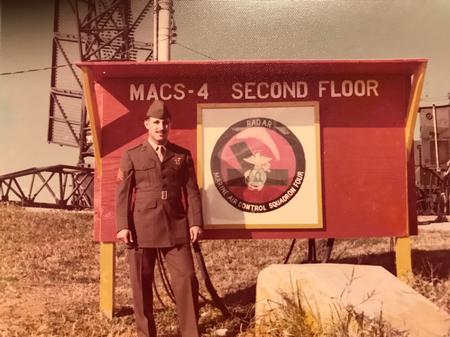 MACS-4 SECOND FLOOR
RADAR
MARINE AIR CONTROL SQUADRON FOUR